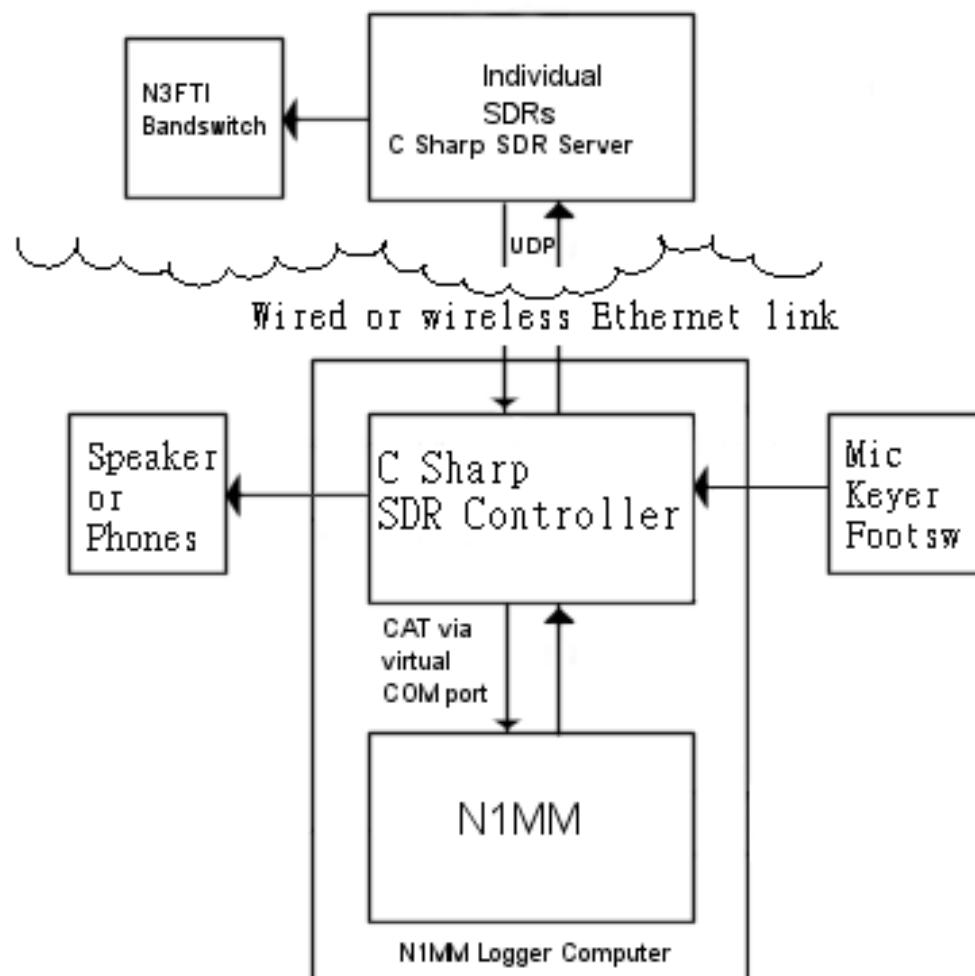 N3FTI
Bandswitch
Individual
SDRs
C Sharp SDR Server
UDP
Wired or wireless Ethernet link
Speaker
or
Phones
C Sharp
SDR Controller
Mic
Keyer
Footsw
CAT via
virtual
COM port
N1MM
N1MM Logger Computer